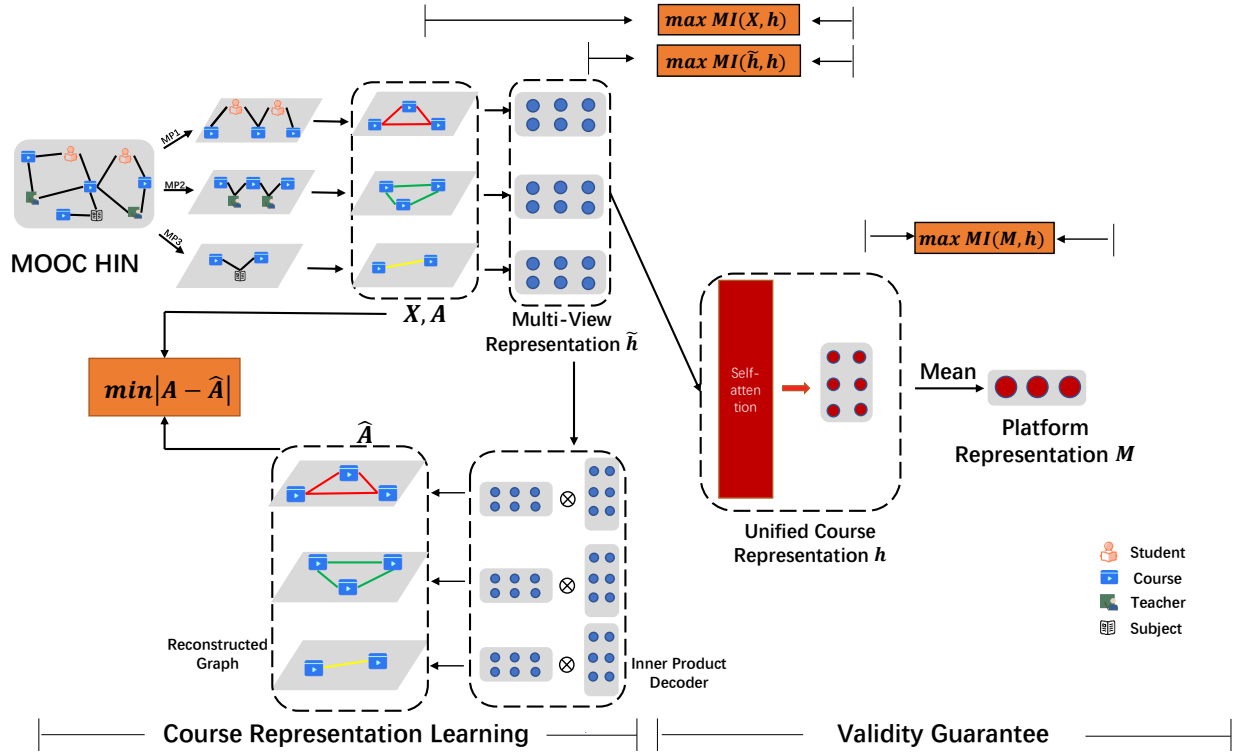 max MI(X, h)
max MI(h̃, h)
MP1
MP2
MP3
MOOC HIN
X, A
Multi-View
Representation h̃
max MI(M, h)
min|A − Â|
Self-
atten
tion
Mean
Platform
Representation M
Â
Unified Course
Representation h
Reconstructed
Graph
Inner Product
Decoder
Student
Course
Teacher
Subject
Course Representation Learning
Validity Guarantee